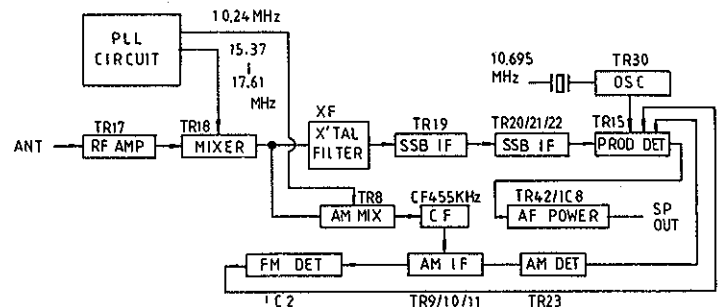 PLL
CIRCUIT
10.24 MHz
15.37
17.61
MHz
TR30
10.695
MHz
OSC
XF
X'TAL
FILTER
TR17
RF AMP
TR18
MIXER
TR19
SSB IF
TR20/21/22
SSB IF
TR15
PROD DET
ANT
TR8
AM MIX
CF455KHz
CF
TR42/IC8
AF POWER
SP
OUT
FM DET
AM IF
AM DET
IC2
TR9/10/11
TR23